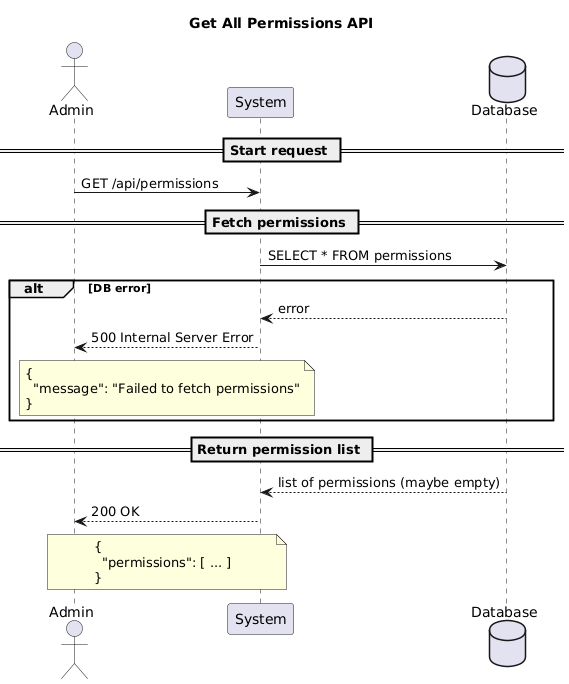 Get All Permissions API
Admin
System
Database
Start request
GET /api/permissions
Fetch permissions
SELECT * FROM permissions
alt [DB error]
error
500 Internal Server Error
{
"message": "Failed to fetch permissions"
}
Return permission list
list of permissions (maybe empty)
200 OK
{
"permissions": [ ... ]
}
Admin
System
Database